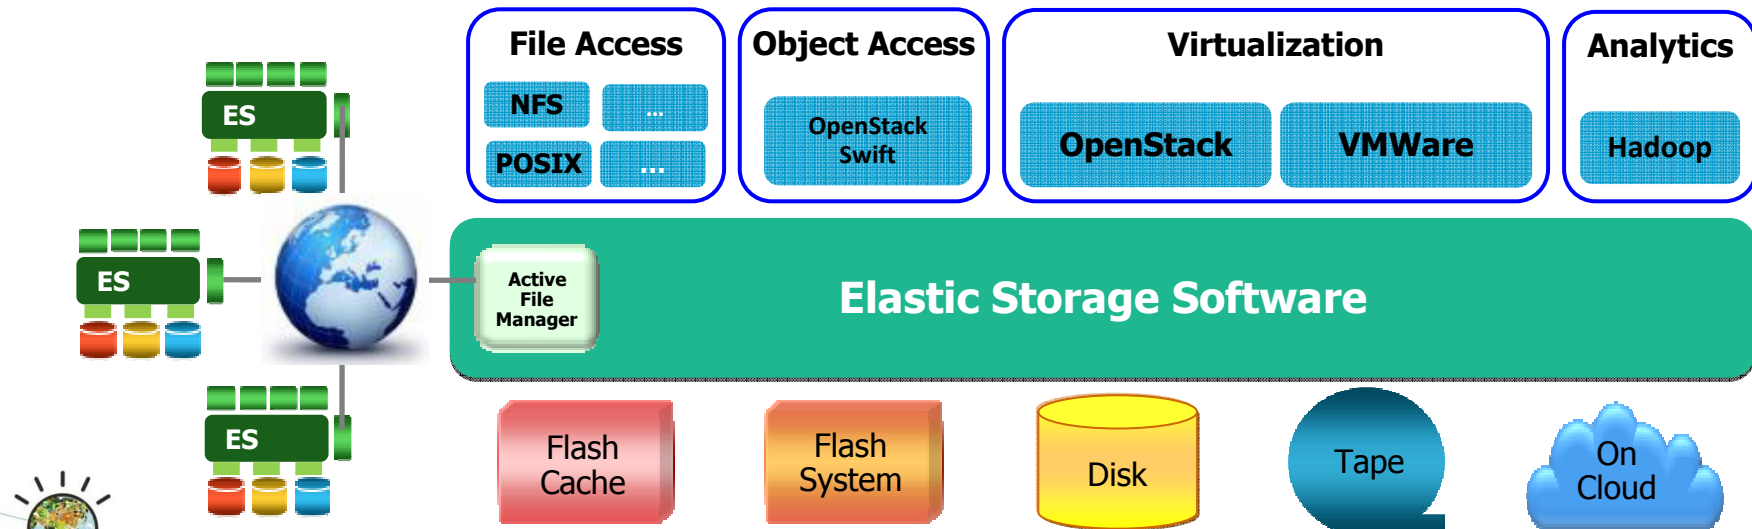 File Access
NFS
...
POSIX
...
Object Access
OpenStack
Swift
Virtualization
OpenStack
VMWare
Analytics
Hadoop
ES
ES
ES
Active
File
Manager
Elastic Storage Software
Flash
Cache
Flash
System
Disk
Tape
On
Cloud